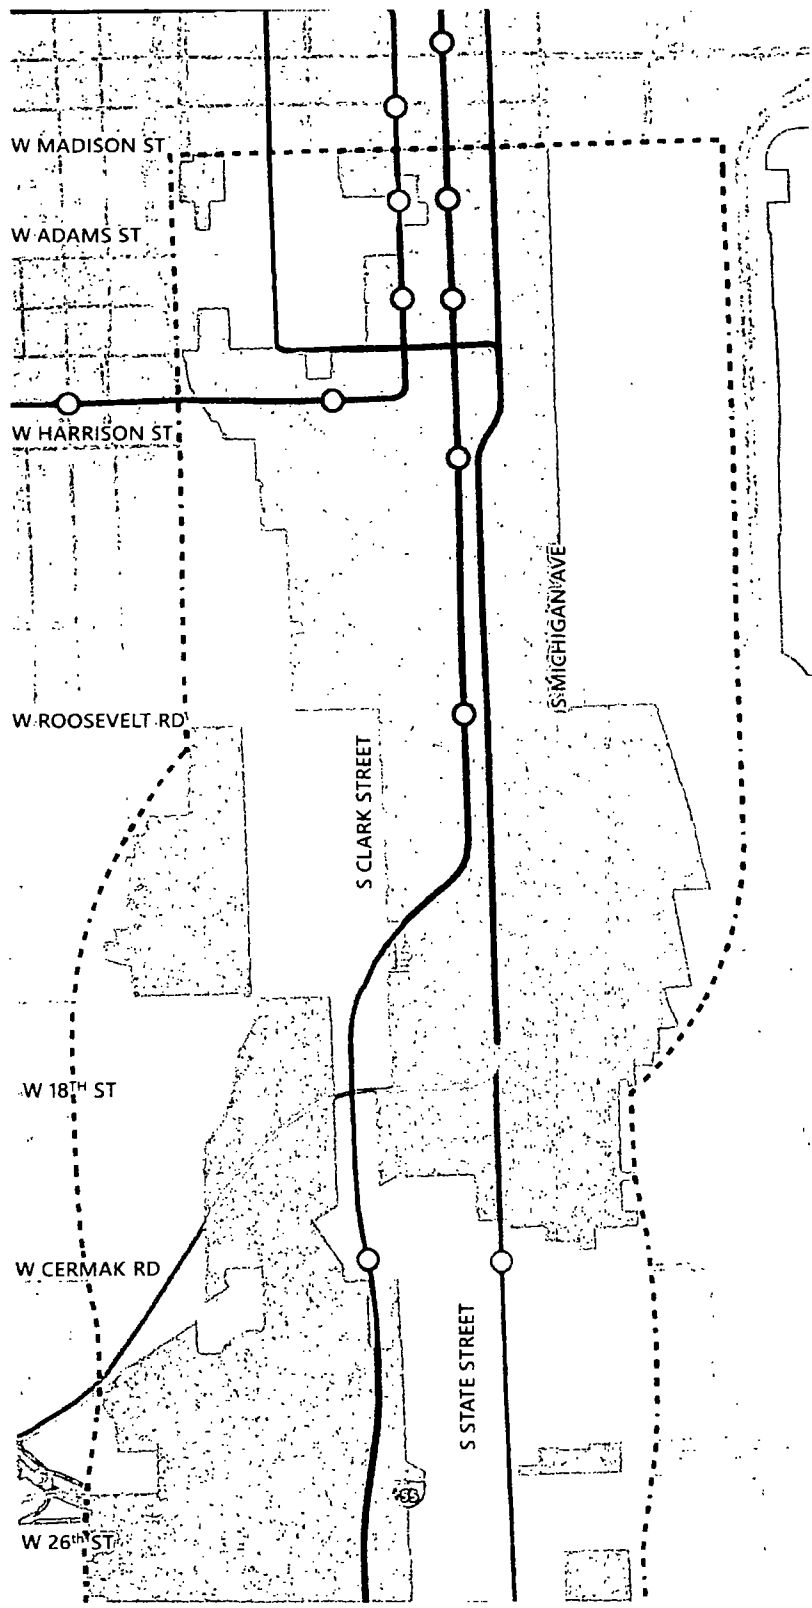 W MADISON ST
W ADAMS ST
W HARRISON ST
S MICHIGAN AVE
W ROOSEVELT RD
S CLARK STREET
W 18TH ST
W CERMAK RD
S STATE STREET
55
W 26th ST